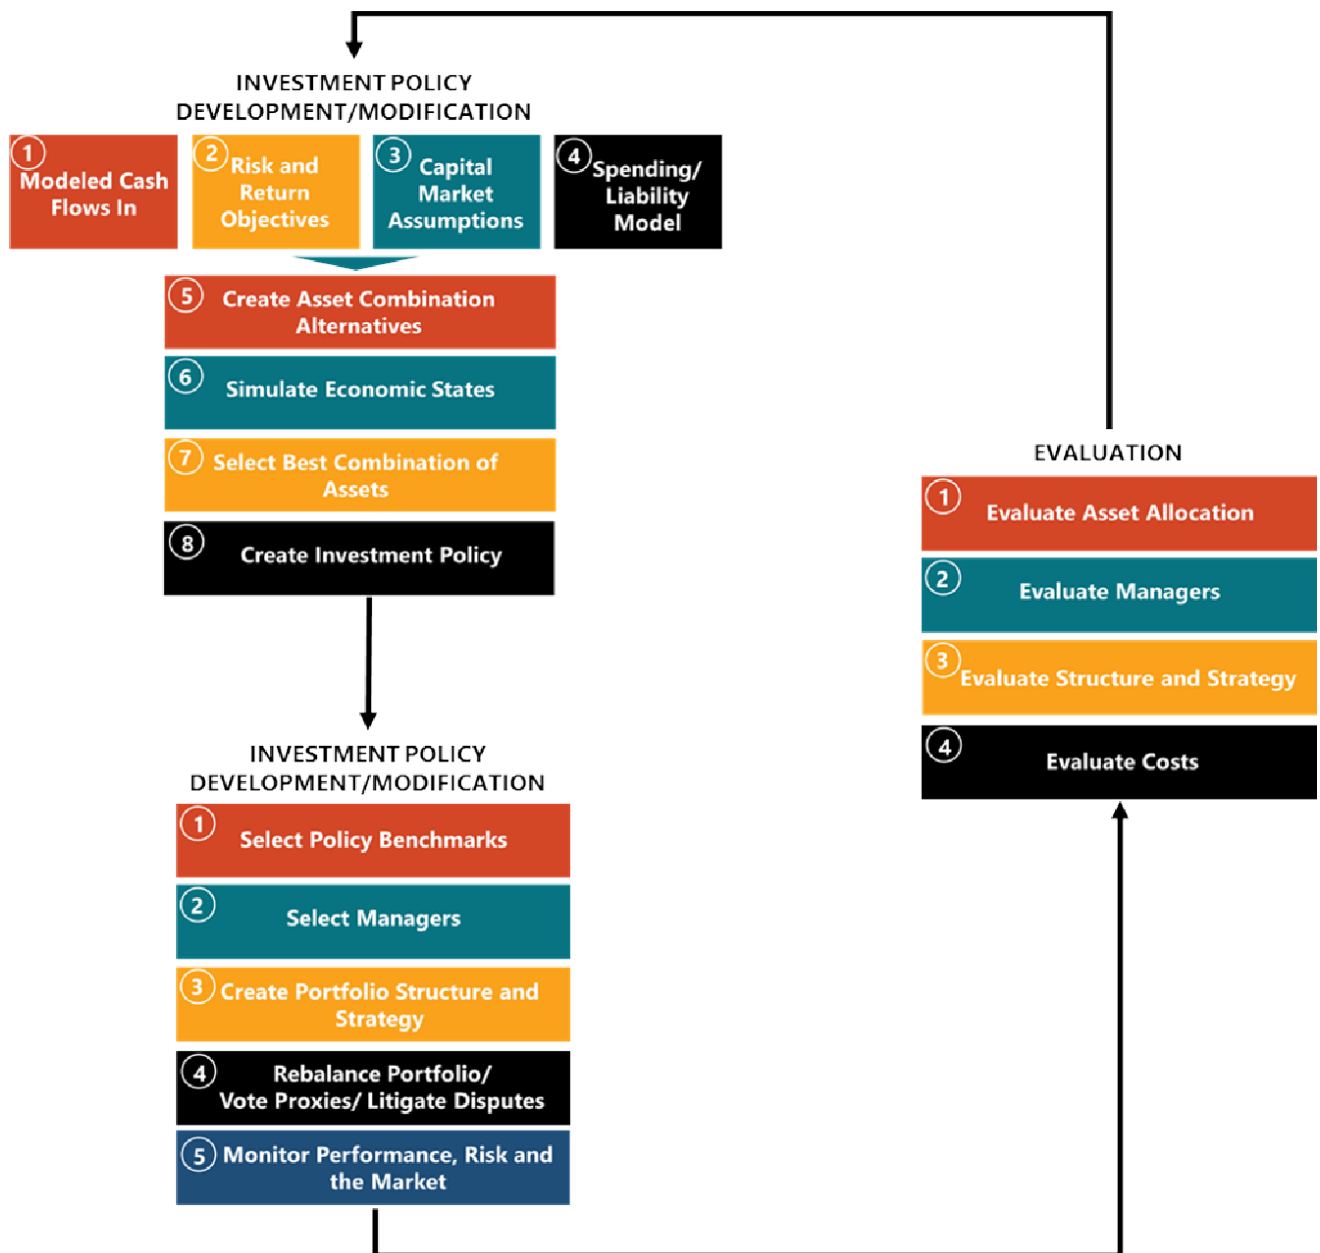 INVESTMENT POLICY
DEVELOPMENT/MODIFICATION
1
Modeled Cash
Flows In
2
Risk and
Return
Objectives
3
Capital
Market
Assumptions
4
Spending/
Liability
Model
5
Create Asset Combination
Alternatives
6
Simulate Economic States
7
Select Best Combination of
Assets
8
Create Investment Policy
INVESTMENT POLICY
DEVELOPMENT/MODIFICATION
1
Select Policy Benchmarks
2
Select Managers
3
Create Portfolio Structure and
Strategy
4
Rebalance Portfolio/
Vote Proxies/ Litigate Disputes
5
Monitor Performance, Risk and
the Market
EVALUATION
1
Evaluate Asset Allocation
2
Evaluate Managers
3
Evaluate Structure and Strategy
4
Evaluate Costs